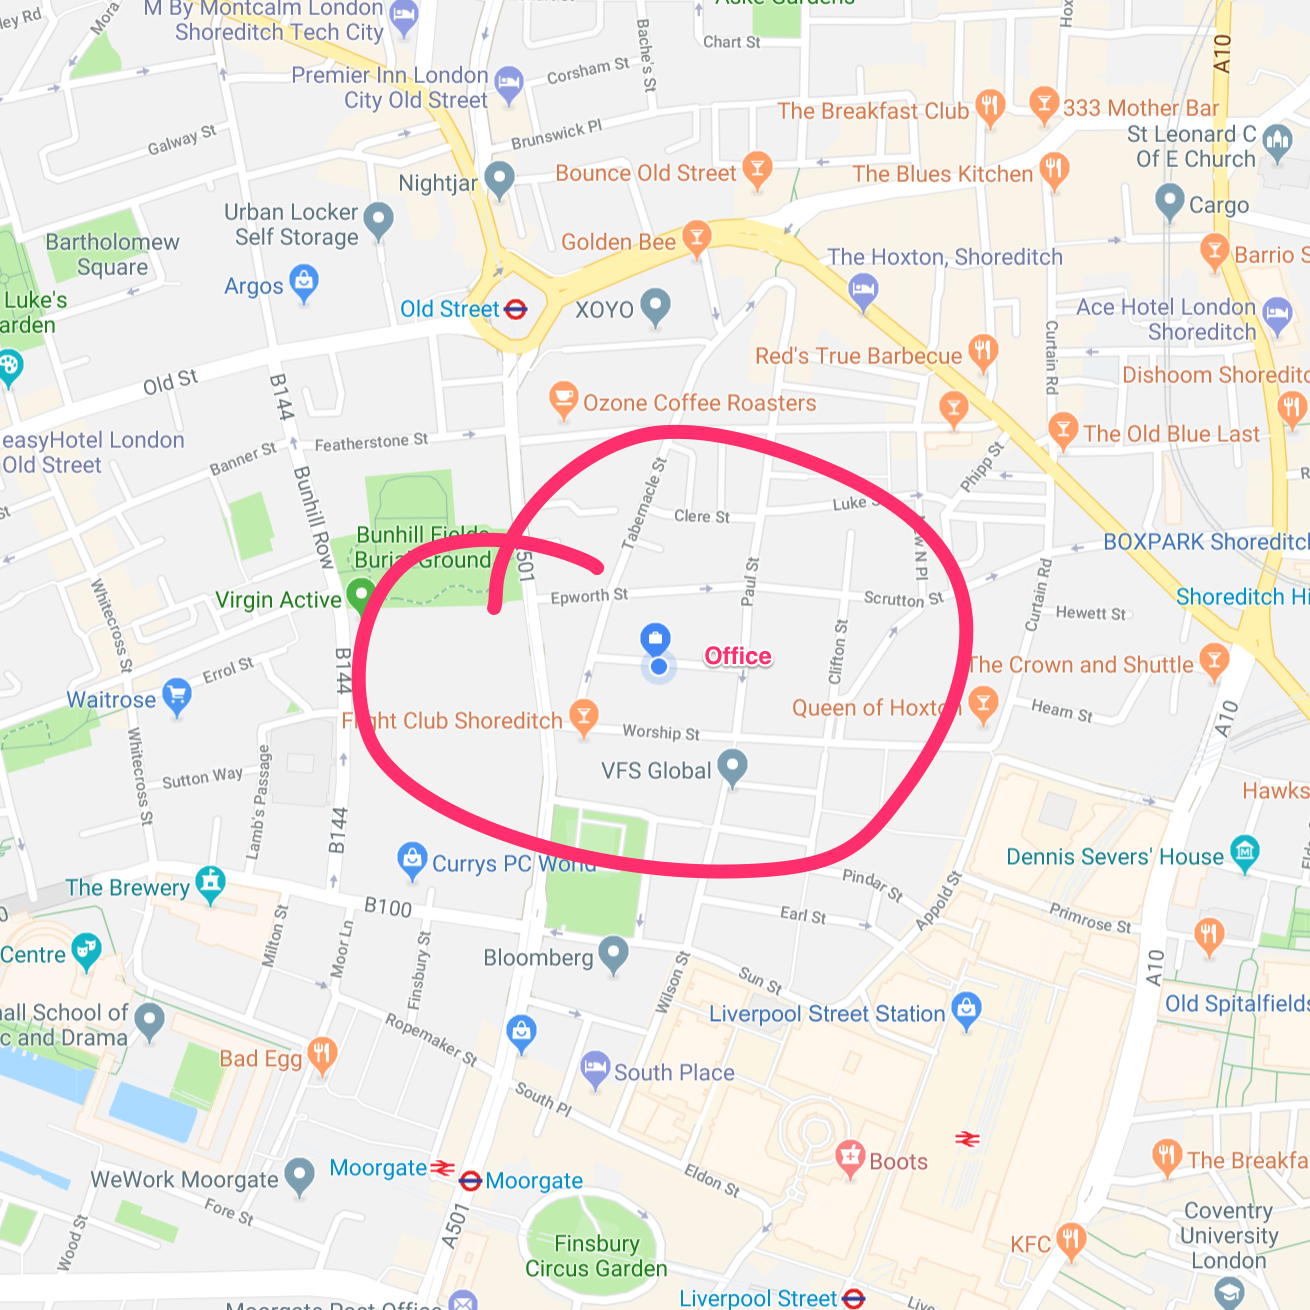 M By Montcalm London
Shoreditch Tech City
Mora
Bache's St
Chart St
A10
Premier Inn London
City Old Street
Corsham St
Brunswick Pl
Galway St
The Breakfast Club
333 Mother Bar
St Leonard C
Of E Church
Nightjar
Bounce Old Street
The Blues Kitchen
Cargo
Urban Locker
Self Storage
Bartholomew
Square
Golden Bee
The Hoxton, Shoreditch
Barrio S
Argos
Luke's
arden
Old Street
XOYO
Ace Hotel London
Shoreditch
Old St
B144
Red's True Barbecue
Curtain Rd
Dishoom Shoreditc
Ozone Coffee Roasters
The Old Blue Last
easyHotel London
Old Street
Banner St
Featherstone St
Bunhill Row
Tabernacle St
Phipp St
Luke S
Clere St
Bunhill Fields
Burial Ground
501
w N Pl
BOXPARK Shoreditch
Virgin Active
Epworth St
Paul St
Scrutton St
Curtain Rd
Shoreditch Hi
Hewett St
Whitecross St
Errol St
B144
Office
Clifton St
The Crown and Shuttle
Waitrose
Flight Club Shoreditch
Worship St
Queen of Hoxton
Hearn St
A10
Whitecross St
Sutton Way
Lamb's Passage
VFS Global
Hawks
B144
Currys PC World
Dennis Severs' House
The Brewery
B100
Pindar St
Appold St
Primrose St
Earl St
Milton St
Moor Ln
Finsbury St
Centre
Bloomberg
Wilson St
Sun St
A10
Liverpool Street Station
Old Spitalfields
hall School of
c and Drama
Ropemaker St
Bad Egg
South Place
South Pl
Moorgate
Moorgate
Eldon St
Boots
The Breakfa
WeWork Moorgate
Fore St
Wood St
A501
Finsbury
Circus Garden
KFC
Coventry
University
London
Moorgate Post Office
Liverpool Street
Live